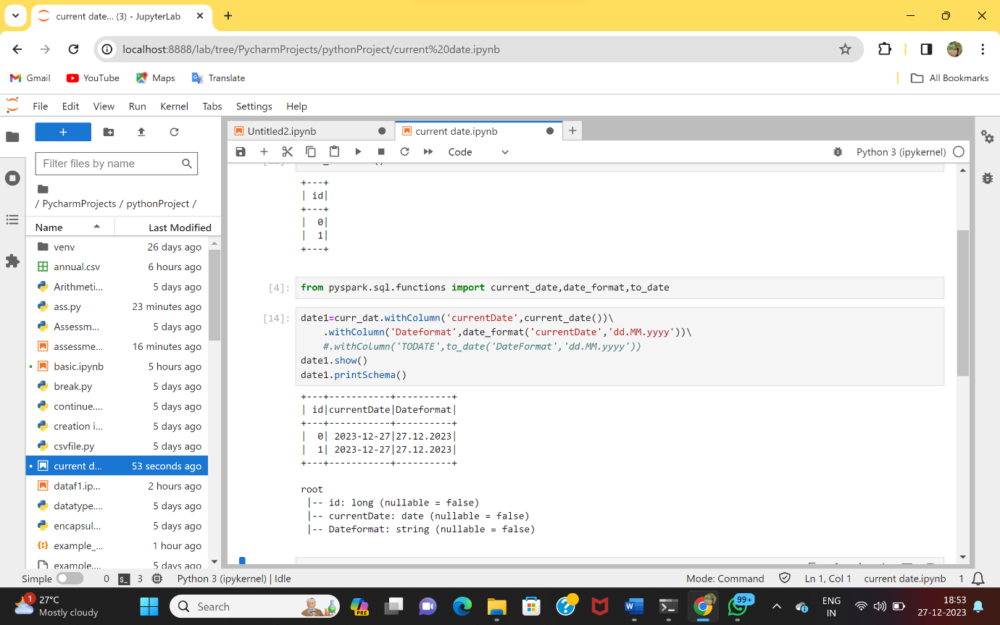 current date... (3) - JupyterLab
localhost:8888/lab/tree/PycharmProjects/pythonProject/current%20date.ipynb
Gmail YouTube Maps Translate All Bookmarks
File Edit View Run Kernel Tabs Settings Help
Untitled2.ipynb current date.ipynb
Code Python 3 (ipykernel)
Filter files by name
/ PycharmProjects / pythonProject /
Name Last Modified
venv 26 days ago
annual.csv 6 hours ago
Arithmeti... 5 days ago
ass.py 23 minutes ago
Assessm... 5 days ago
assessme... 16 minutes ago
basic.ipynb 5 hours ago
break.py 5 days ago
continue.... 5 days ago
creation i... 5 days ago
csvfile.py 5 days ago
current d... 53 seconds ago
dataf1.ip... 2 hours ago
datatype.... 5 days ago
encapsul... 5 days ago
example_... 1 hour ago
example.... 5 days ago
+---+
| id|
+---+
|  0|
|  1|
+---+
[4]: from pyspark.sql.functions import current_date,date_format,to_date
[14]: date1=curr_dat.withColumn('currentDate',current_date())\
.withColumn('Dateformat',date_format('currentDate','dd.MM.yyyy'))\
#.withColumn('TODATE',to_date('DateFormat','dd.MM.yyyy'))
date1.show()
date1.printSchema()
+---+-----------+----------+
| id|currentDate|Dateformat|
+---+-----------+----------+
|  0| 2023-12-27|27.12.2023|
|  1| 2023-12-27|27.12.2023|
+---+-----------+----------+
root
|-- id: long (nullable = false)
|-- currentDate: date (nullable = false)
|-- Dateformat: string (nullable = false)
Simple 0 $_ 3 Python 3 (ipykernel) | Idle Mode: Command Ln 1, Col 1 current date.ipynb 1
1 27°C
Mostly cloudy
Search
PRE
W
99+
ENG
IN
18:53
27-12-2023